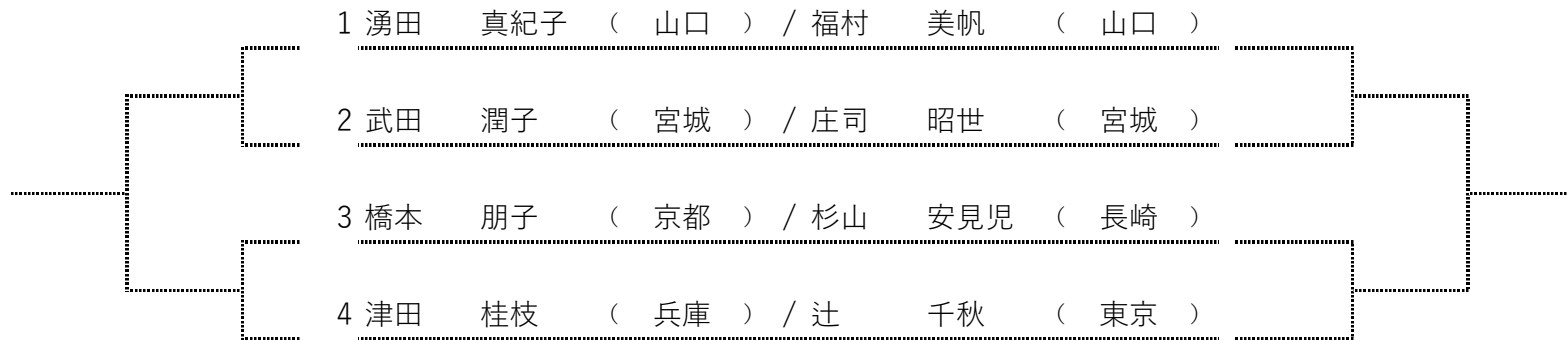 1 湧田 真紀子 ( 山口 ) / 福村 美帆 ( 山口 )
2 武田 潤子 ( 宮城 ) / 庄司 昭世 ( 宮城 )
3 橋本 朋子 ( 京都 ) / 杉山 安見児 ( 長崎 )
4 津田 桂枝 ( 兵庫 ) / 辻 千秋 ( 東京 )